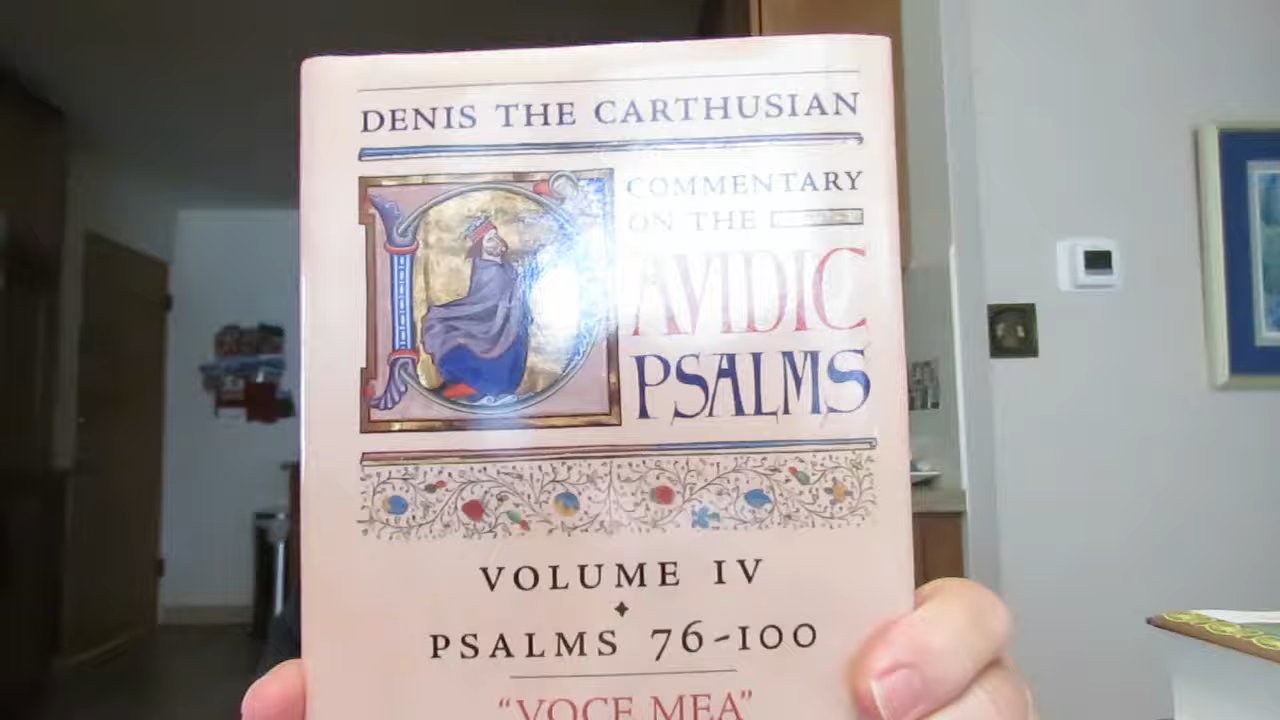 DENIS THE CARTHUSIAN
COMMENTARY
ON THE
DAVIDIC
PSALMS
VOLUME IV
PSALMS 76-100
"VOCE MEA"